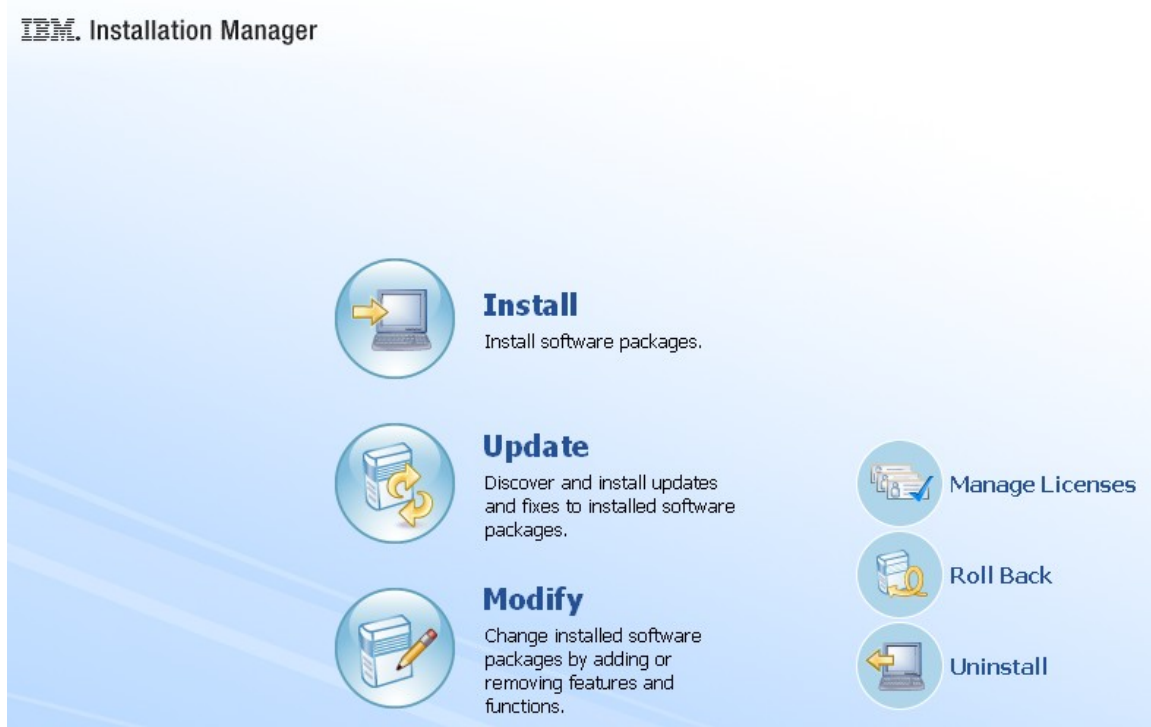 IBM. Installation Manager
Install
Install software packages.
Update
Discover and install updates
and fixes to installed software
packages.
Modify
Change installed software
packages by adding or
removing features and
functions.
Manage Licenses
Roll Back
Uninstall